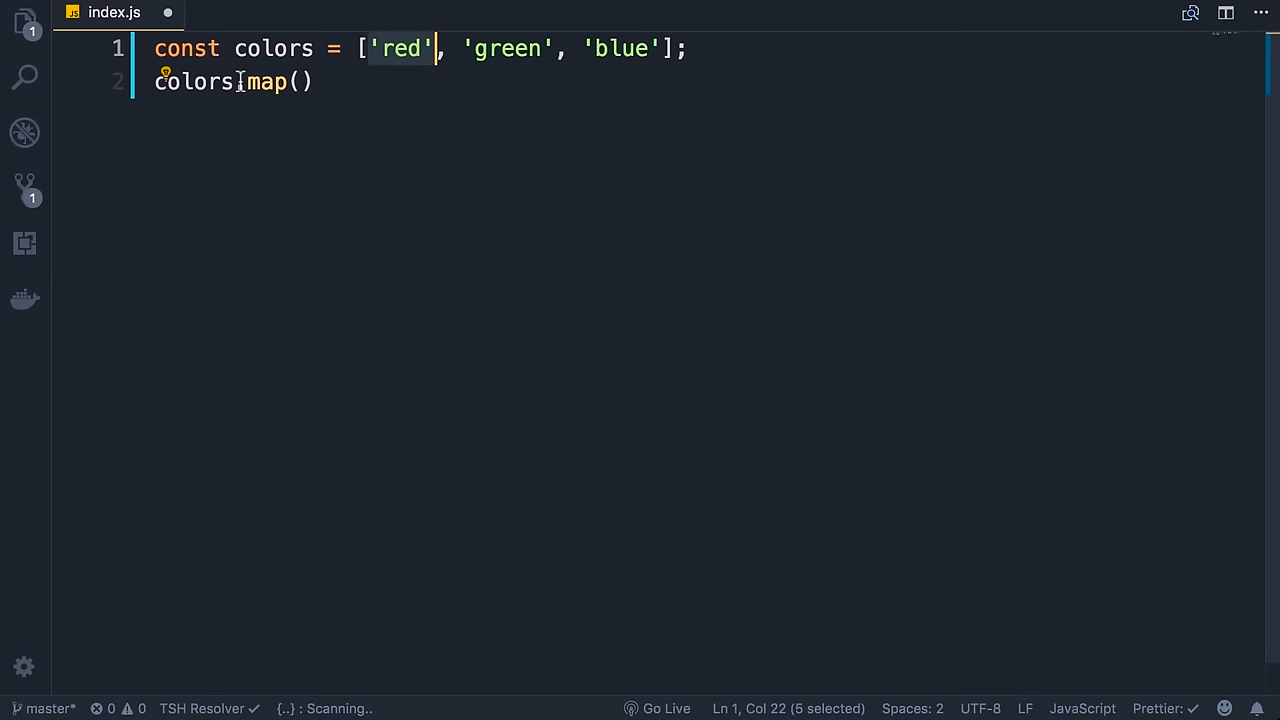 JS index.js
1
1 const colors = ['red', 'green', 'blue'];
2 colors.map()
1
master* 0 0 TSH Resolver {..} : Scanning.. Go Live Ln 1, Col 22 (5 selected) Spaces: 2 UTF-8 LF JavaScript Prettier: